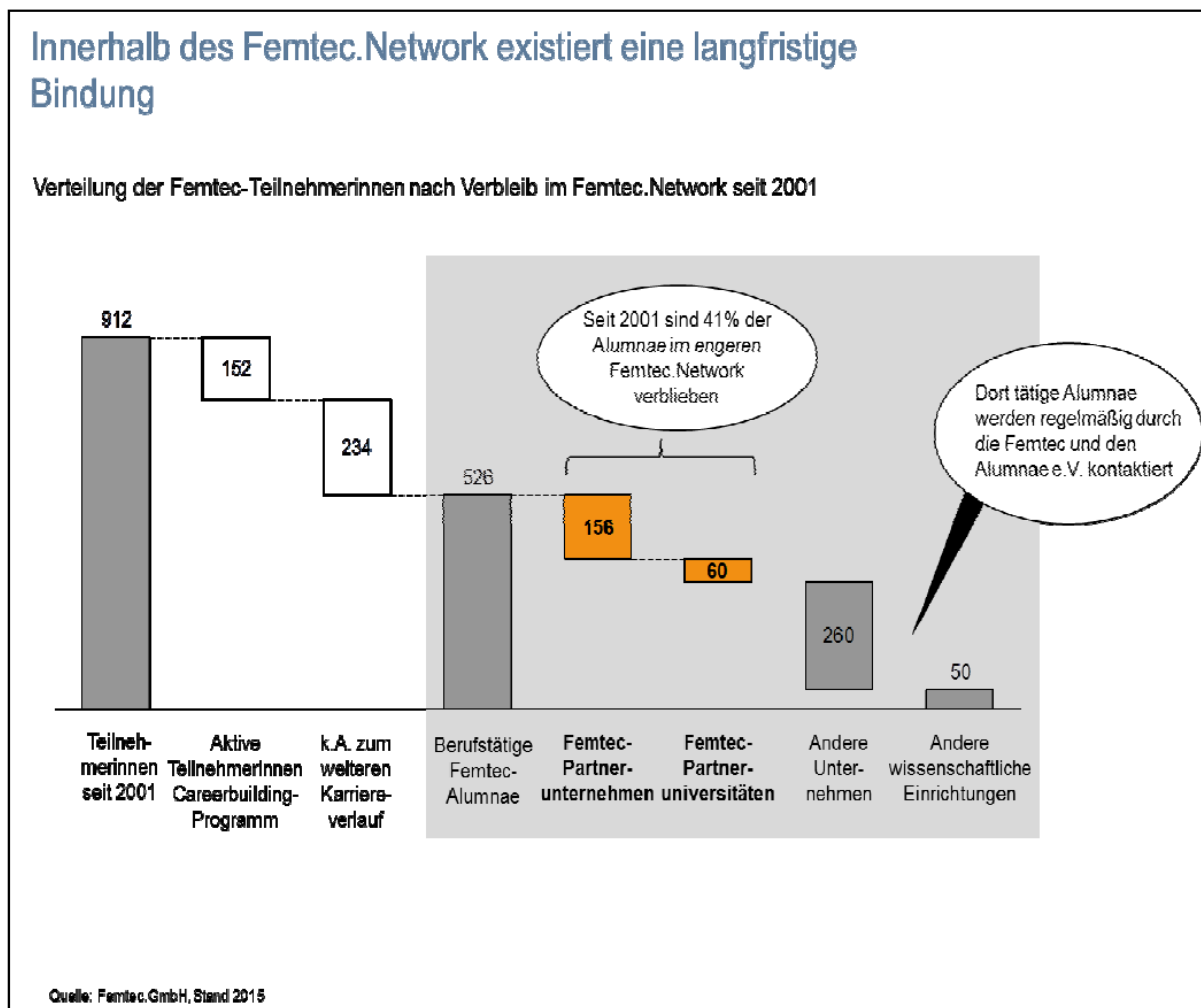 Innerhalb des Femtec.Network existiert eine langfristige
Bindung
Verteilung der Femtec-Teilnehmerinnen nach Verbleib im Femtec.Network seit 2001
912
152
234
526
Seit 2001 sind 41% der
Alumnae im engeren
Femtec.Network
verblieben
156
60
260
50
Dort tätige Alumnae
werden regelmäßig durch
die Femtec und den
Alumnae e.V. kontaktiert
Teilneh-
merinnen
seit 2001
Aktive
TeilnehmerInnen
Careerbuilding-
Programm
k.A. zum
weiteren
Karriere-
verlauf
Berufstätige
Femtec-
Alumnae
Femtec-
Partner-
unternehmen
Femtec-
Partner-
universitäten
Andere
Unter-
nehmen
Andere
wissenschaftliche
Einrichtungen
Quelle: Femtec.GmbH, Stand 2015